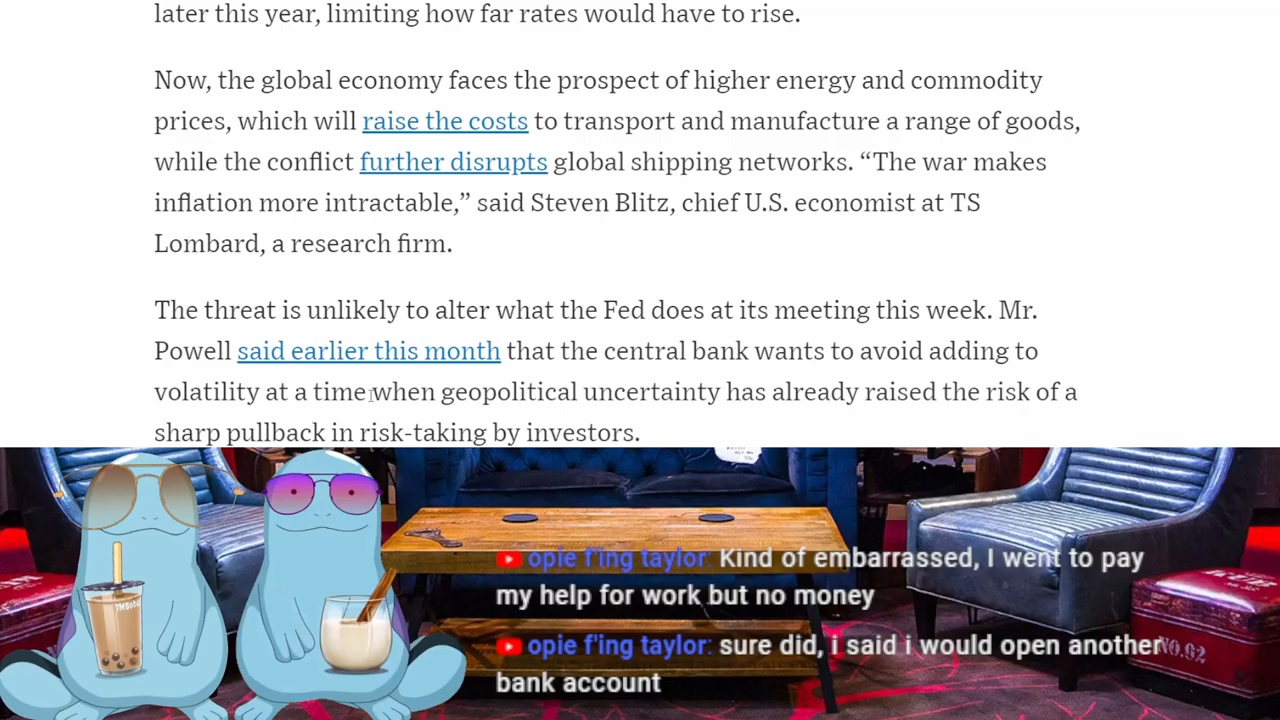 later this year, limiting how far rates would have to rise.
Now, the global economy faces the prospect of higher energy and commodity
prices, which will raise the costs to transport and manufacture a range of goods,
while the conflict further disrupts global shipping networks. “The war makes
inflation more intractable,” said Steven Blitz, chief U.S. economist at TS
Lombard, a research firm.
The threat is unlikely to alter what the Fed does at its meeting this week. Mr.
Powell said earlier this month that the central bank wants to avoid adding to
volatility at a time when geopolitical uncertainty has already raised the risk of a
sharp pullback in risk-taking by investors.
opie f'ing taylor: Kind of embarrassed, I went to pay
my help for work but no money
opie f'ing taylor: sure did, i said i would open another
bank account
NO.62